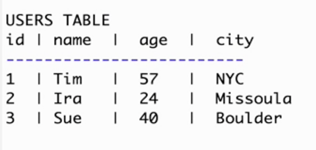 USERS TABLE
id | name | age | city
--------------------------
1 | Tim | 57 | NYC
2 | Ira | 24 | Missoula
3 | Sue | 40 | Boulder